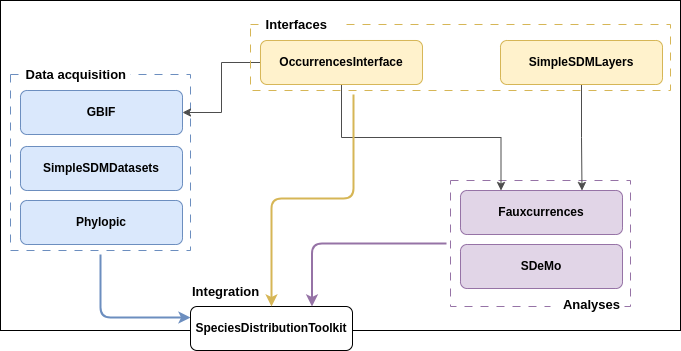 Interfaces
OccurrencesInterface
SimpleSDMLayers
Data acquisition
GBIF
SimpleSDMDatasets
Phylopic
Fauxcurrences
SDeMo
Analyses
Integration
SpeciesDistributionToolkit